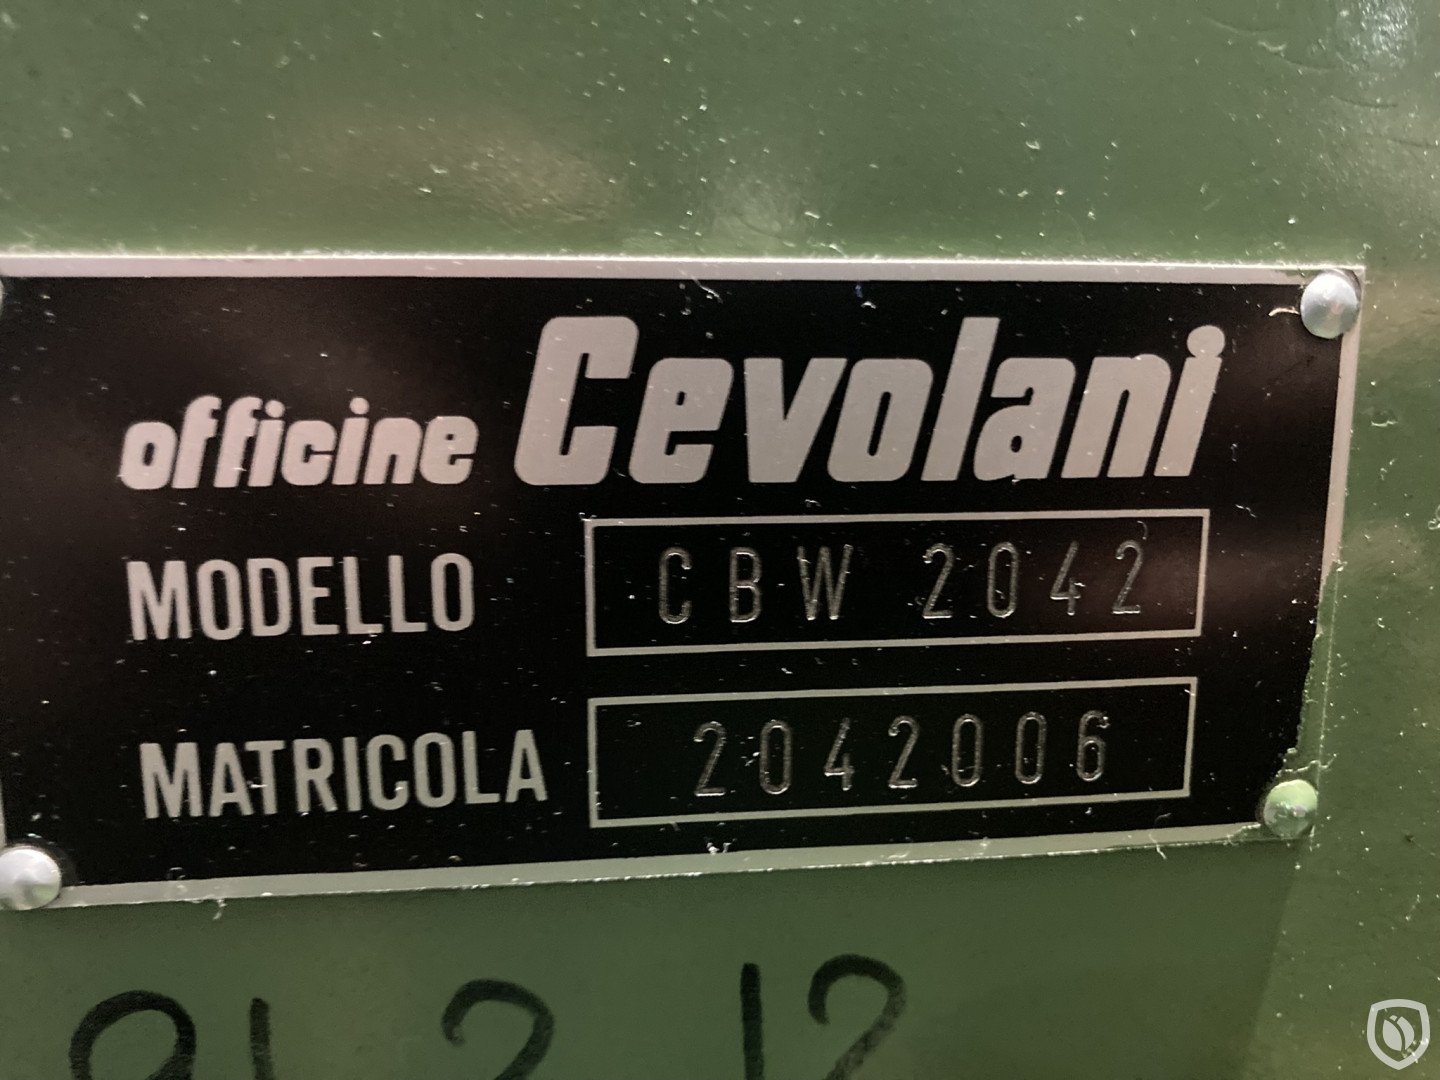 officine Cevolani
MODELLO CBW 2042
MATRICOLA 2042006